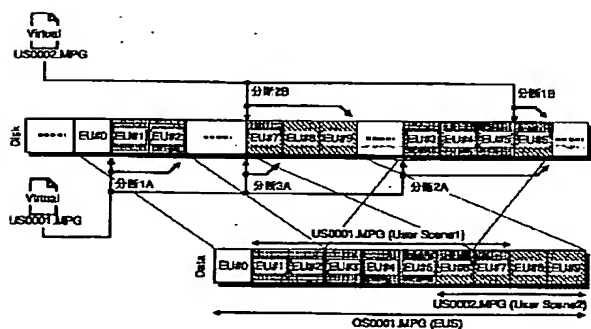 Virtual
US0002.MPG
分断2B
分断1B
Disk
EU#0
EU#1
EU#2
EU#7
EU#8
EU#9
EU#3
EU#4
EU#5
EU#6
分断1A
分断3A
分断2A
Virtual
US0001.MPG
US0001.MPG (User Scene#1)
Data
EU#0
EU#1
EU#2
EU#3
EU#4
EU#5
EU#6
EU#7
EU#8
EU#9
US0002.MPG (User Scene#2)
OS0001.MPG (EUS)